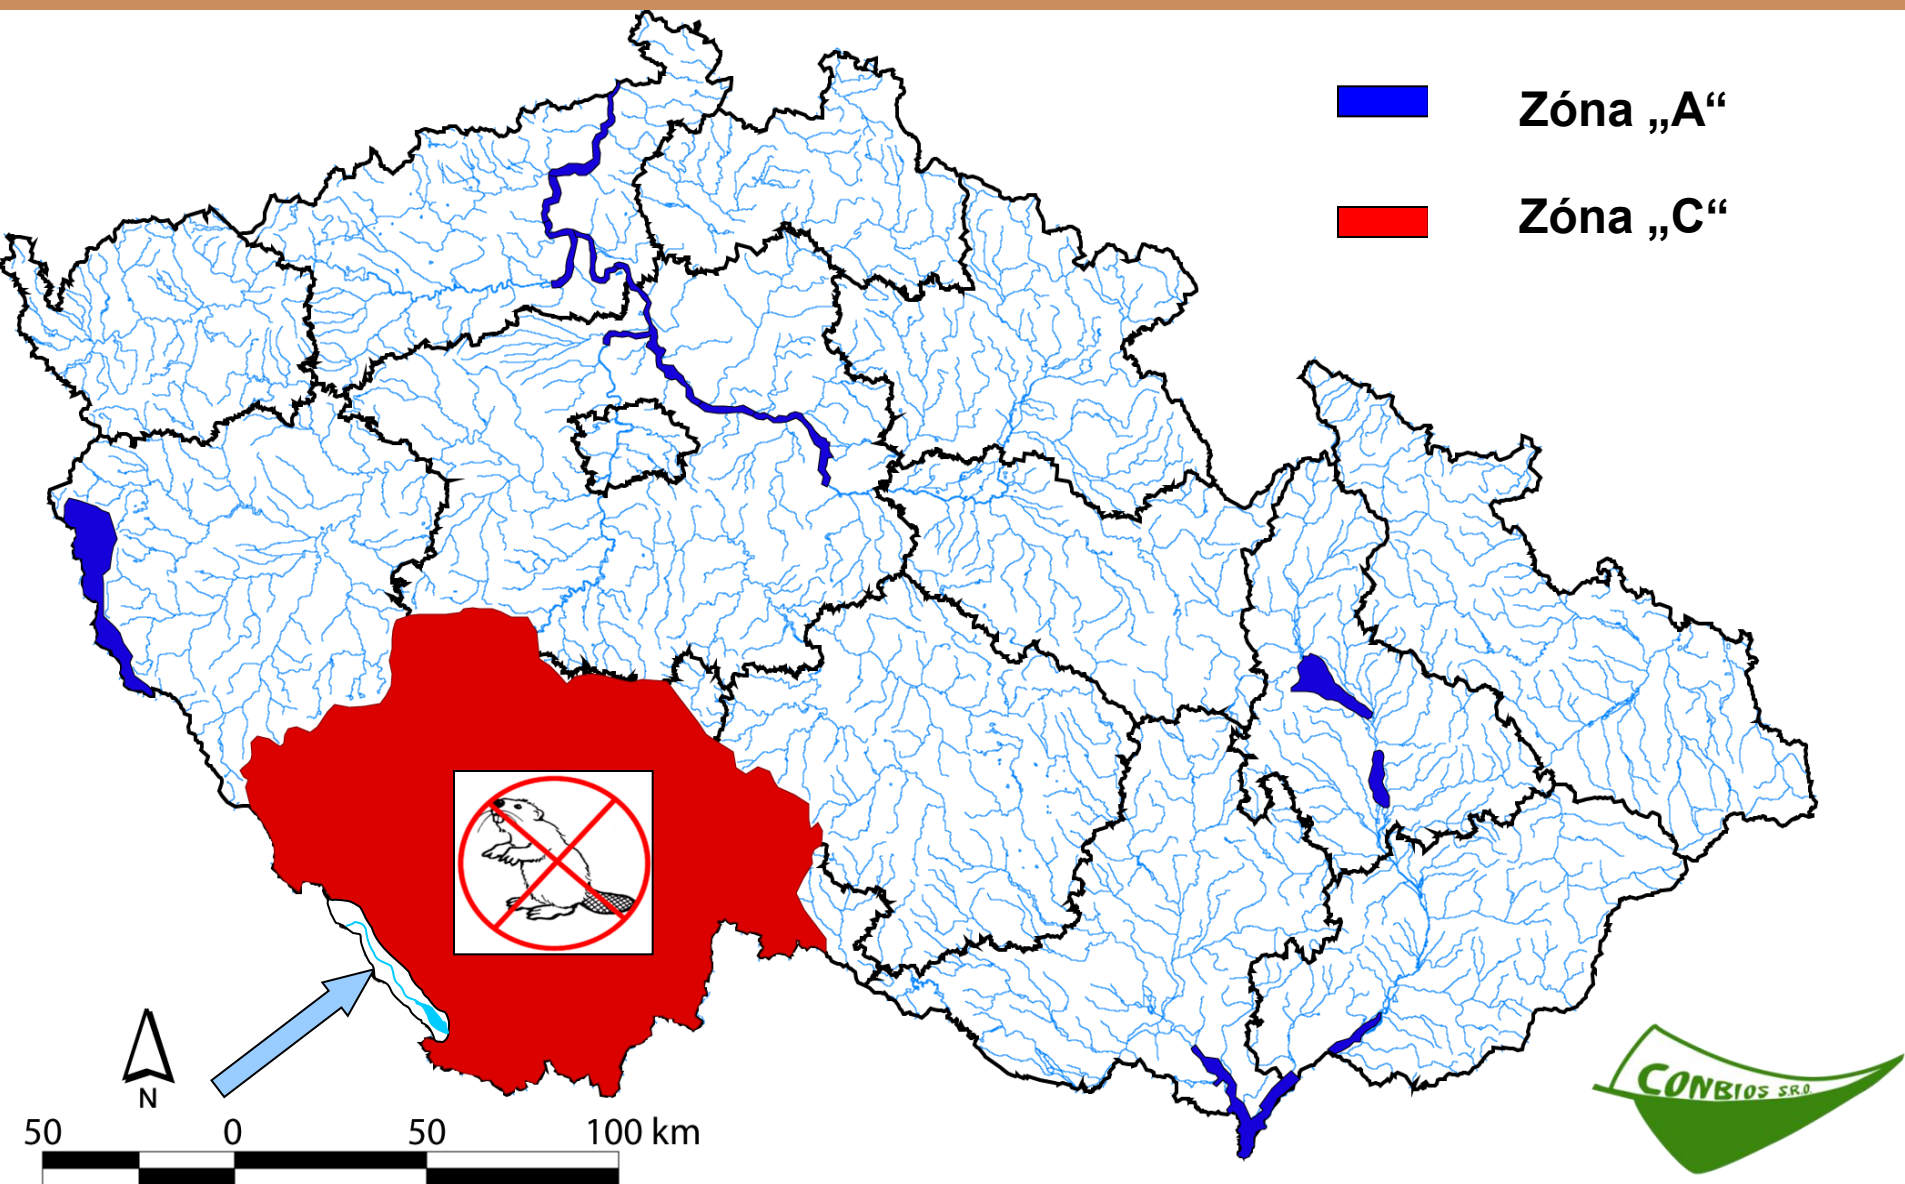 Zóna „A“
Zóna „C“
N
50 0 50 100 km
CONBIOS S.R.O.